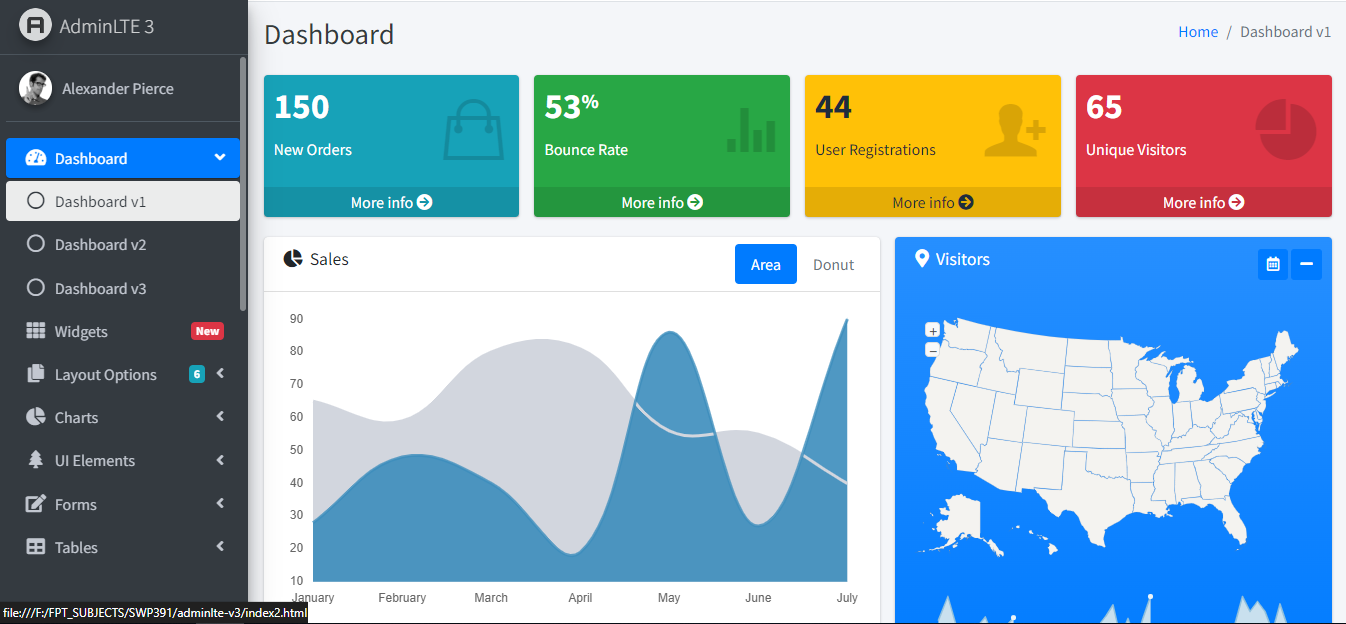 AdminLTE 3
Alexander Pierce
Dashboard
Dashboard v1
Dashboard v2
Dashboard v3
Widgets New
Layout Options 6
Charts
UI Elements
Forms
Tables
file:///F:/FPT_SUBJECTS/SWP391/adminlte-v3/index2.html
Dashboard
Home / Dashboard v1
150
New Orders
More info
53%
Bounce Rate
More info
44
User Registrations
More info
65
Unique Visitors
More info
Sales
Area Donut
90
80
70
60
50
40
30
20
10
January February March April May June July
Visitors
+
−